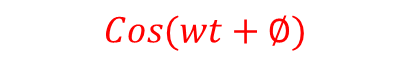 Cos(wt + ∅)